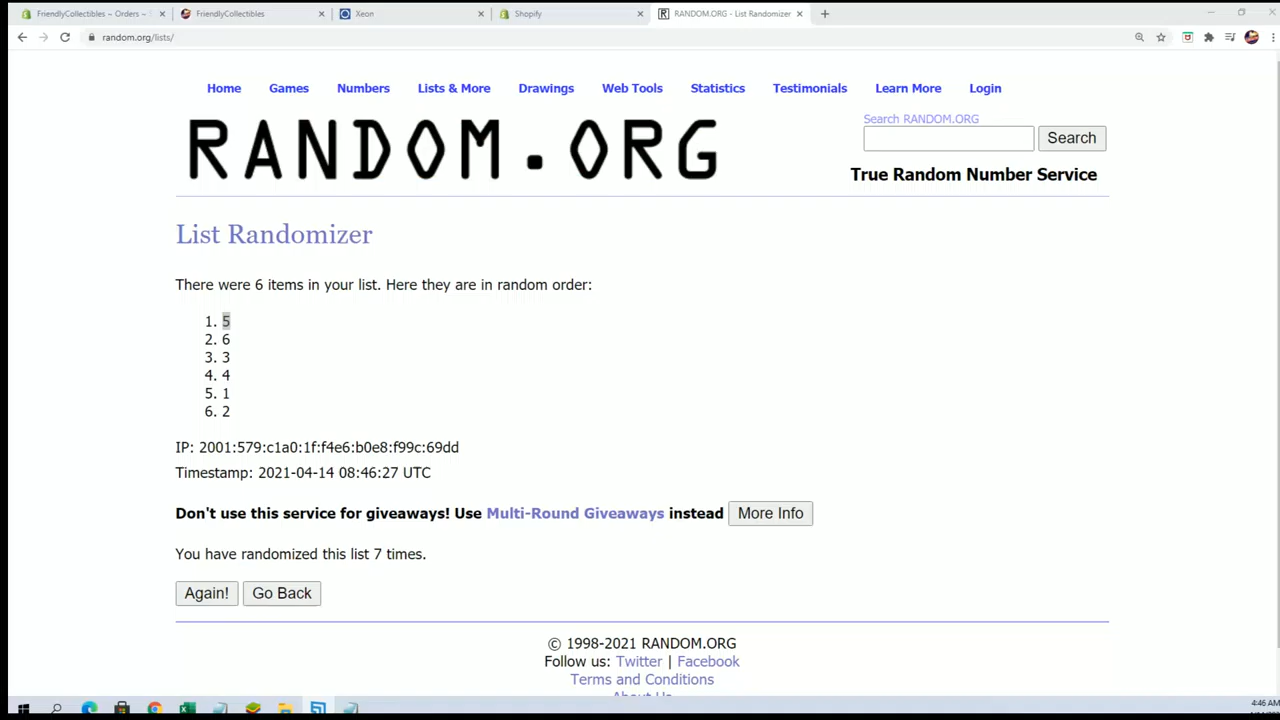 FriendlyCollectibles ~ Orders ~
FriendlyCollectibles
Xeon
Shopify
RANDOM.ORG - List Randomizer
random.org/lists/
Home Games Numbers Lists & More Drawings Web Tools Statistics Testimonials Learn More Login
RANDOM.ORG
Search RANDOM.ORG
Search
True Random Number Service
List Randomizer
There were 6 items in your list. Here they are in random order:
1. 5
2. 6
3. 3
4. 4
5. 1
6. 2
IP: 2001:579:c1a0:1f:f4e6:b0e8:f99c:69dd
Timestamp: 2021-04-14 08:46:27 UTC
Don't use this service for giveaways! Use Multi-Round Giveaways instead More Info
You have randomized this list 7 times.
Again! Go Back
© 1998-2021 RANDOM.ORG
Follow us: Twitter | Facebook
Terms and Conditions
About Us
4:46 AM